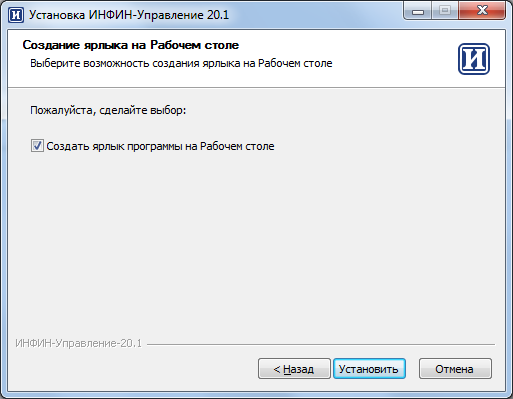 Установка ИНФИН-Управление 20.1
Создание ярлыка на Рабочем столе
Выберите возможность создания ярлыка на Рабочем столе
И
Пожалуйста, сделайте выбор:
Создать ярлык программы на Рабочем столе
ИНФИН-Управление-20.1
< Назад Установить Отмена